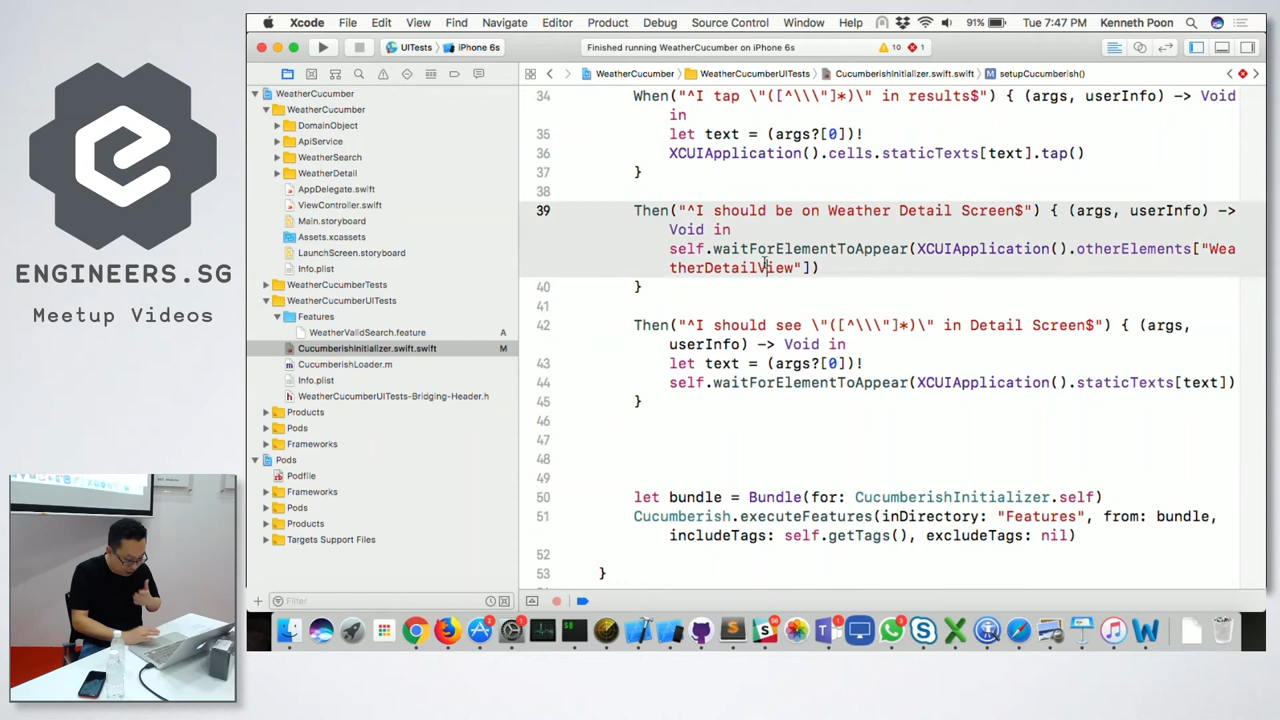 Xcode File Edit View Find Navigate Editor Product Debug Source Control Window Help 91% Tue 7:47 PM Kenneth Poon
UITests iPhone 6s Finished running WeatherCucumber on iPhone 6s 10 1
WeatherCucumber WeatherCucumberUITests CucumberishInitializer.swift.swift M setupCucumberish()
WeatherCucumber
WeatherCucumber
DomainObject
ApiService
WeatherSearch
WeatherDetail
AppDelegate.swift
ViewController.swift
Main.storyboard
Assets.xcassets
LaunchScreen.storyboard
Info.plist
WeatherCucumberTests
WeatherCucumberUITests
Features
WeatherValidSearch.feature A
CucumberishInitializer.swift.swift M
CucumberishLoader.m
Info.plist
WeatherCucumberUITests-Bridging-Header.h
Products
Pods
Frameworks
Pods
Podfile
Frameworks
Pods
Products
Targets Support Files
Filter
34 When("^I tap \"([^\\\"]*)\" in results$") { (args, userInfo) -> Void
in
35 let text = (args?[0])!
36 XCUIApplication().cells.staticTexts[text].tap()
37 }
38
39 Then("^I should be on Weather Detail Screen$") { (args, userInfo) ->
Void in
self.waitForElementToAppear(XCUIApplication().otherElements["Wea
therDetailView"])
40 }
41
42 Then("^I should see \"([^\\\"]*)\" in Detail Screen$") { (args,
userInfo) -> Void in
43 let text = (args?[0])!
44 self.waitForElementToAppear(XCUIApplication().staticTexts[text])
45 }
46
47
48
49
50 let bundle = Bundle(for: CucumberishInitializer.self)
51 Cucumberish.executeFeatures(inDirectory: "Features", from: bundle,
includeTags: self.getTags(), excludeTags: nil)
52
53 }
ENGINEERS.SG
Meetup Videos